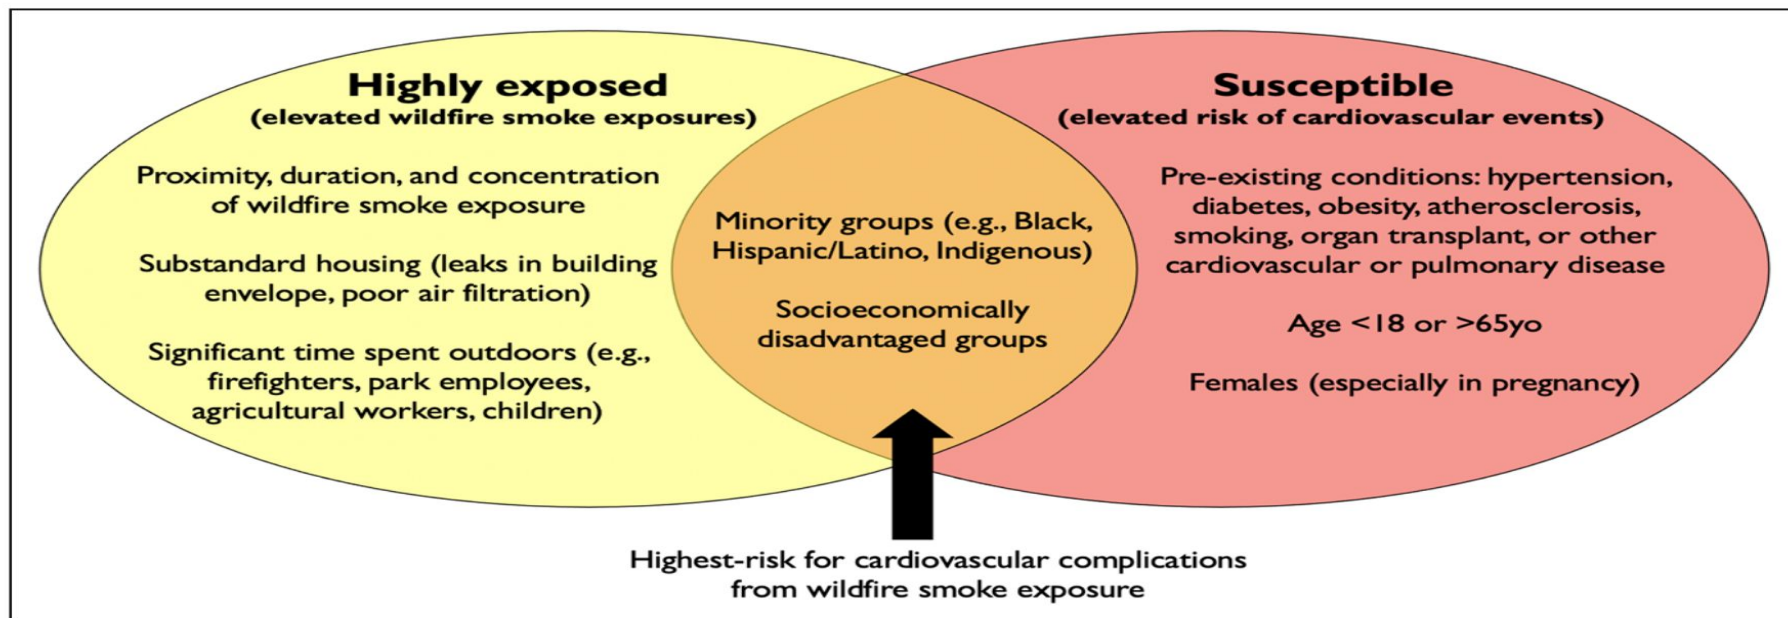 Highly exposed
(elevated wildfire smoke exposures)
Proximity, duration, and concentration
of wildfire smoke exposure
Substandard housing (leaks in building
envelope, poor air filtration)
Significant time spent outdoors (e.g.,
firefighters, park employees,
agricultural workers, children)
Minority groups (e.g., Black,
Hispanic/Latino, Indigenous)
Socioeconomically
disadvantaged groups
Susceptible
(elevated risk of cardiovascular events)
Pre-existing conditions: hypertension,
diabetes, obesity, atherosclerosis,
smoking, organ transplant, or other
cardiovascular or pulmonary disease
Age <18 or >65yo
Females (especially in pregnancy)
Highest-risk for cardiovascular complications
from wildfire smoke exposure